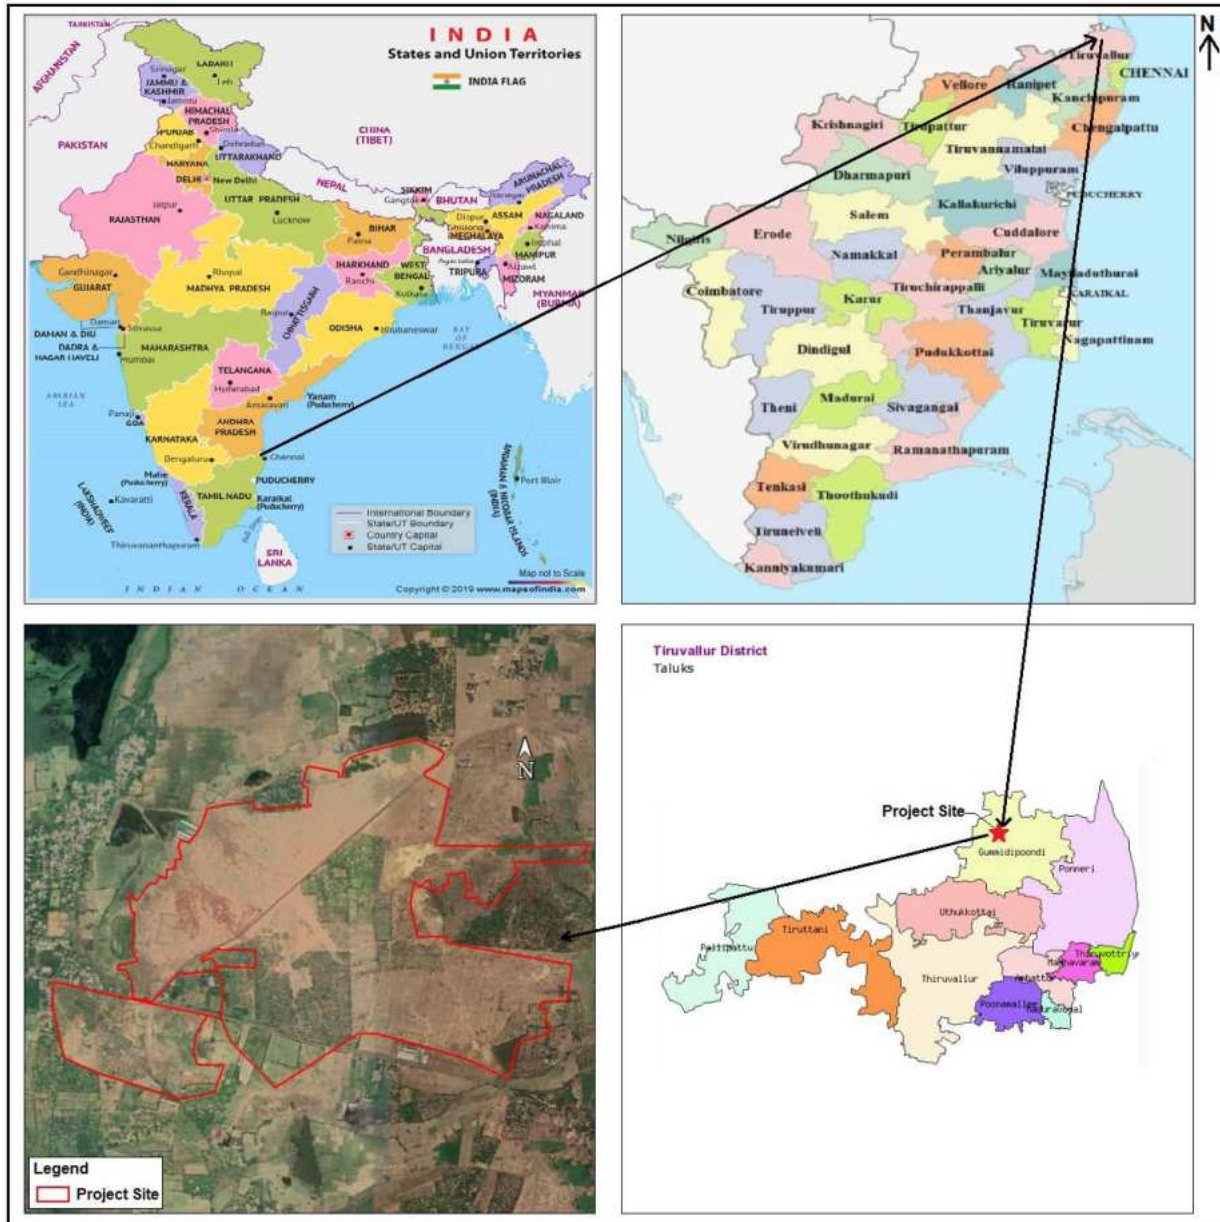 INDIA
States and Union Territories
INDIA FLAG
TAJIKISTAN
AFGHANISTAN
LADAKH
Leh
Srinagar
JAMMU &
KASHMIR
Jammu
HIMACHAL
PRADESH
Shimla
PUNJAB
Chandigarh
Dehradun
UTTARAKHAND
HARYANA
DELHI
New Delhi
PAKISTAN
CHINA
(TIBET)
NEPAL
SIKKIM
Gangtok
BHUTAN
ARUNACHAL
PRADESH
Itanagar
UTTAR PRADESH
Lucknow
RAJASTHAN
Jaipur
BIHAR
Patna
Dispur
ASSAM
NAGALAND
Kohima
Shillong
MEGHALAYA
Imphal
MANIPUR
BANGLADESH
Agartala
TRIPURA
Aizawl
MIZORAM
MYANMAR
(BURMA)
JHARKHAND
Ranchi
WEST
BENGAL
Kolkata
Gandhinagar
GUJARAT
Bhopal
MADHYA PRADESH
CHHATTISGARH
Raipur
ODISHA
Bhubaneswar
BAY
OF
BENGAL
Daman
Silvassa
DAMAN & DIU
DADRA &
NAGAR HAVELI
Mumbai
MAHARASHTRA
TELANGANA
Hyderabad
ARABIAN
SEA
Amaravati
Yanam
(Puducherry)
Panaji
GOA
KARNATAKA
ANDHRA
PRADESH
Bengaluru
Chennai
Mahe
(Puducherry)
PUDUCHERRY
LAKSHADWEEP
(INDIA)
Kavaratti
KERALA
TAMIL NADU
Karaikal
(Puducherry)
Thiruvananthapuram
SRI
LANKA
ANDAMAN & NICOBAR ISLANDS
(INDIA)
Port Blair
International Boundary
State/UT Boundary
Country Capital
State/UT Capital
Map not to Scale
INDIAN OCEAN
Copyright © 2019 www.mapsofindia.com
N
Tiruvallur
CHENNAI
Vellore
Ranipet
Kanchipuram
Krishnagiri
Tirupattur
Chengalpattu
Tiruvannamalai
Dharmapuri
Viluppuram
PUDUCHERRY
Salem
Kallakurichi
Nilgiris
Erode
Cuddalore
Namakkal
Perambalur
Ariyalur
Mayiladuthurai
Coimbatore
Tiruchirappalli
KARAIKAL
Karur
Tiruppur
Thanjavur
Tiruvarur
Nagapattinam
Dindigul
Pudukkottai
Madurai
Theni
Sivagangai
Virudhunagar
Ramanathapuram
Tenkasi
Thoothukudi
Tirunelveli
Kanniyakumari
N
Legend
Project Site
Tiruvallur District
Taluks
Project Site
Gummidipoondi
Ponneri
Uthukkottai
Tiruttani
Pallipattu
Thiruvallur
Thiruvottriy
Madhavaram
Ambattur
Poonamallee
Maduravoyal